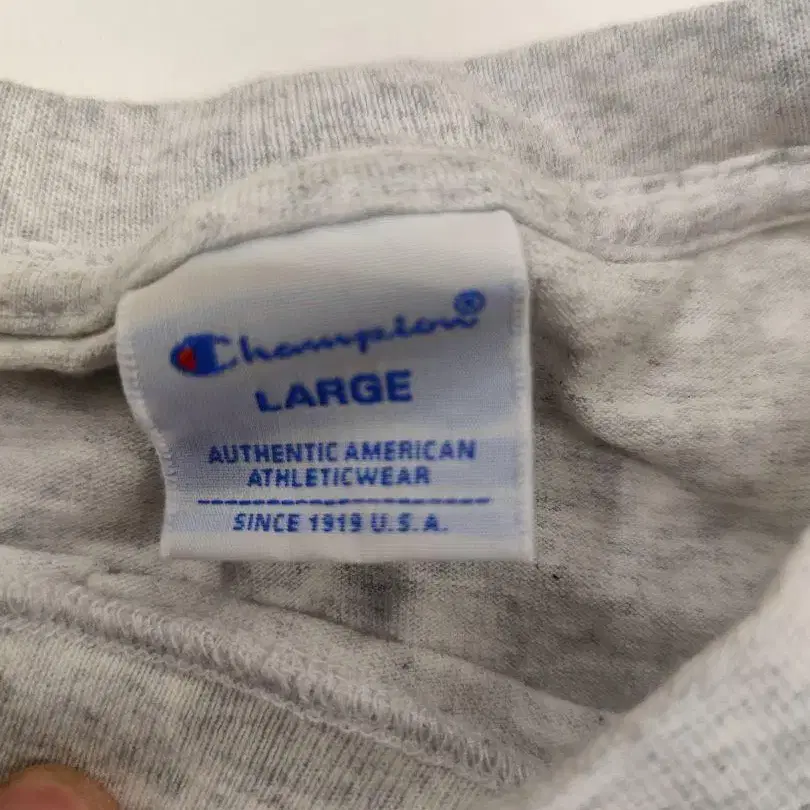 Champion®
LARGE
AUTHENTIC AMERICAN
ATHLETICWEAR
SINCE 1919 U.S.A.